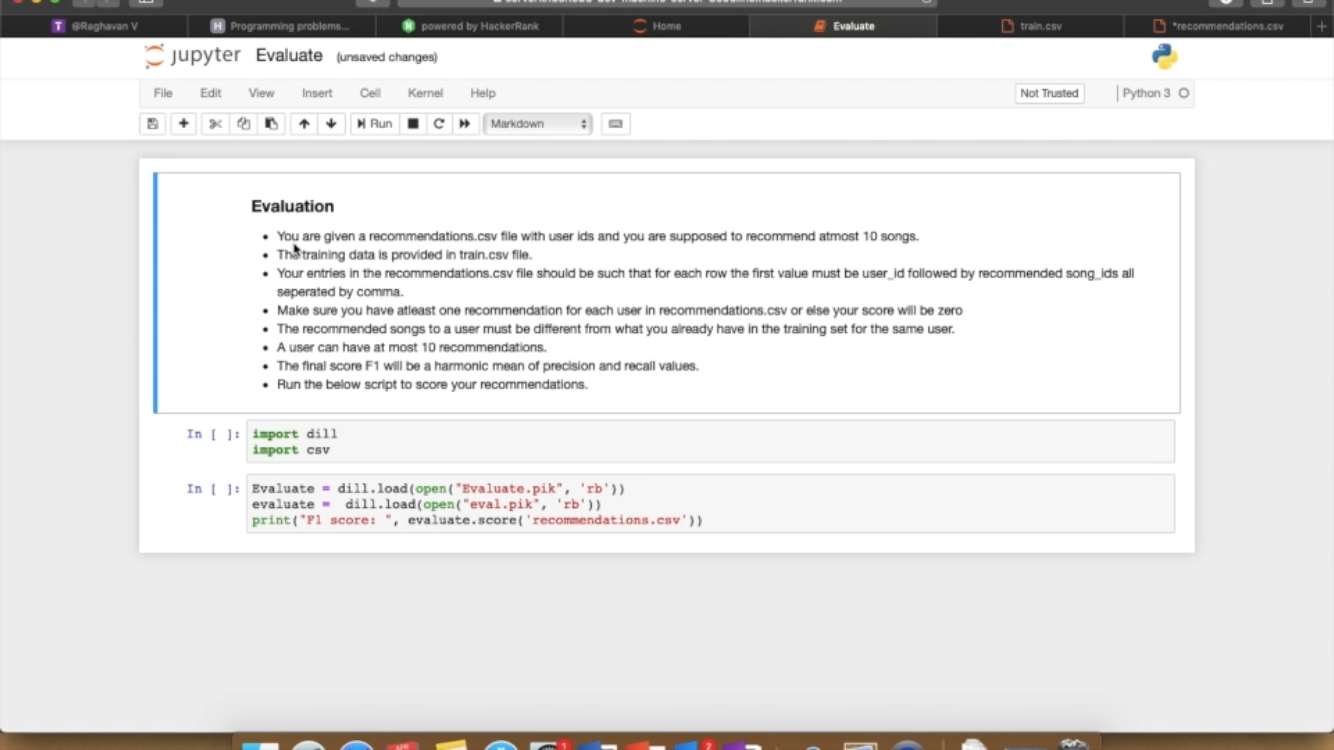 @Raghavan V
Programming problems...
powered by HackerRank
Home
Evaluate
train.csv
*recommendations.csv
jupyter Evaluate (unsaved changes)
File Edit View Insert Cell Kernel Help
Not Trusted
Python 3
Run
Markdown
Evaluation
You are given a recommendations.csv file with user ids and you are supposed to recommend atmost 10 songs.
The training data is provided in train.csv file.
Your entries in the recommendations.csv file should be such that for each row the first value must be user_id followed by recommended song_ids all
seperated by comma.
Make sure you have atleast one recommendation for each user in recommendations.csv or else your score will be zero
The recommended songs to a user must be different from what you already have in the training set for the same user.
A user can have at most 10 recommendations.
The final score F1 will be a harmonic mean of precision and recall values.
Run the below script to score your recommendations.
In [ ]: import dill
import csv
In [ ]: Evaluate = dill.load(open("Evaluate.pik", 'rb'))
evaluate =  dill.load(open("eval.pik", 'rb'))
print("F1 score: ", evaluate.score('recommendations.csv'))